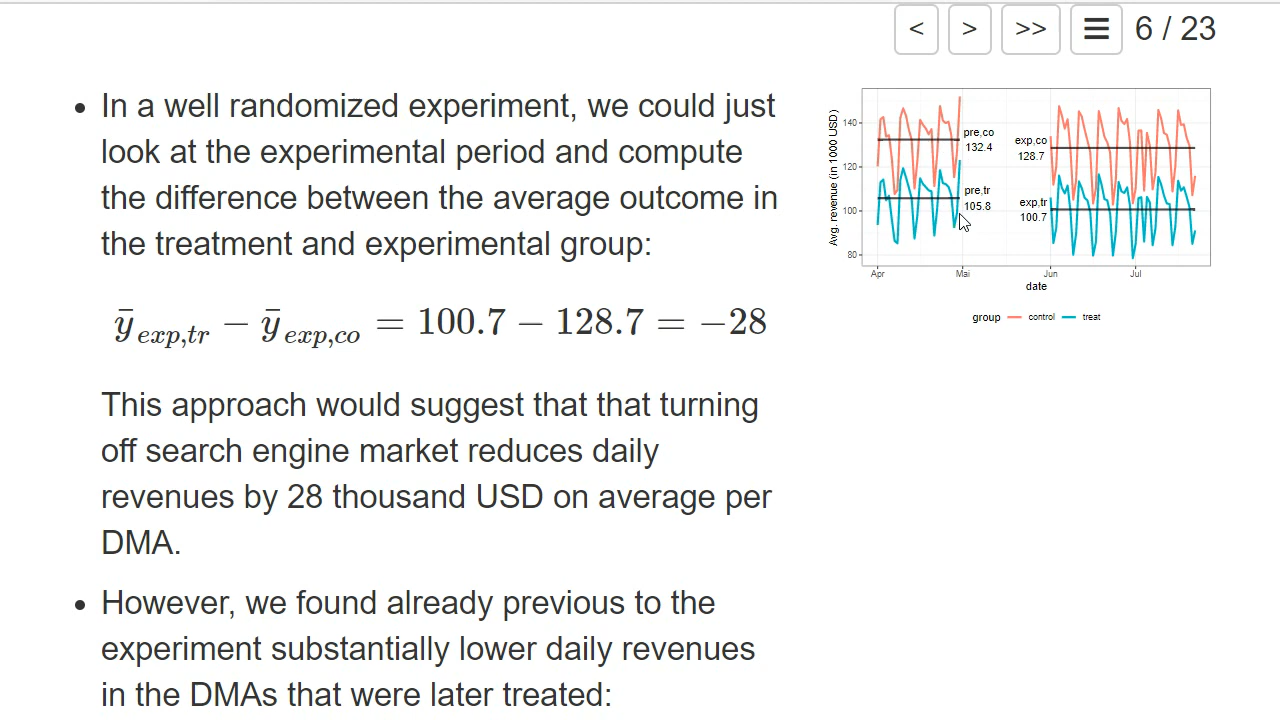 < > >> ☰ 6 / 23
• In a well randomized experiment, we could just
look at the experimental period and compute
the difference between the average outcome in
the treatment and experimental group:
ȳ exp,tr − ȳ exp,co = 100.7 − 128.7 = −28
This approach would suggest that that turning
off search engine market reduces daily
revenues by 28 thousand USD on average per
DMA.
• However, we found already previous to the
experiment substantially lower daily revenues
in the DMAs that were later treated:
Avg. revenue (in 1000 USD)
140
120
100
80
pre,co
132.4
pre,tr
105.8
exp,co
128.7
exp,tr
100.7
Apr Mai Jun Jul
date
group control treat